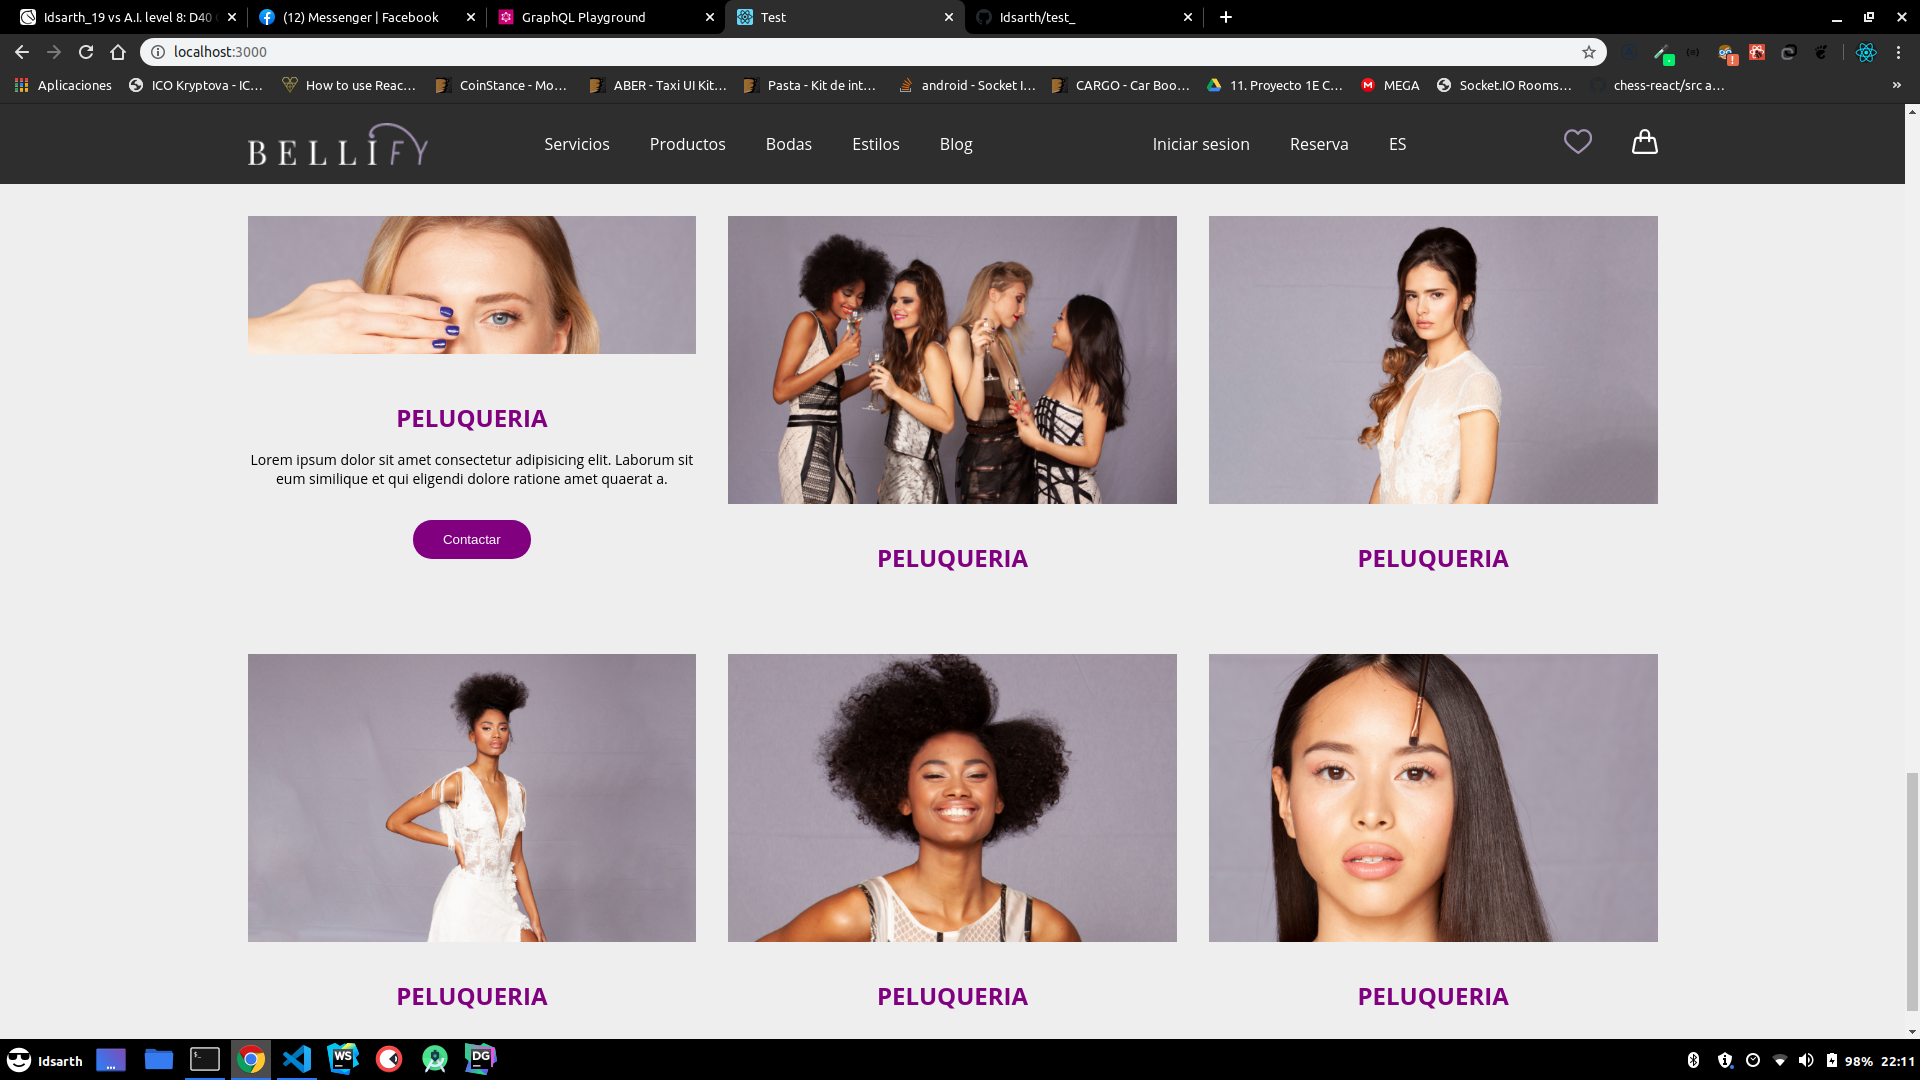 Idsarth_19 vs A.I. level 8: D40
(12) Messenger | Facebook
GraphQL Playground
Test
Idsarth/test_
localhost:3000
Aplicaciones
ICO Kryptova - IC...
How to use Reac...
CoinStance - Mo...
ABER - Taxi UI Kit...
Pasta - Kit de int...
android - Socket I...
CARGO - Car Boo...
11. Proyecto 1E C...
MEGA
Socket.IO Rooms...
chess-react/src a...
»
BELLIFY
Servicios
Productos
Bodas
Estilos
Blog
Iniciar sesion
Reserva
ES
PELUQUERIA
Lorem ipsum dolor sit amet consectetur adipisicing elit. Laborum sit
eum similique et qui eligendi dolore ratione amet quaerat a.
Contactar
PELUQUERIA
PELUQUERIA
PELUQUERIA
PELUQUERIA
PELUQUERIA
Idsarth
WS
DG
98%
22:11